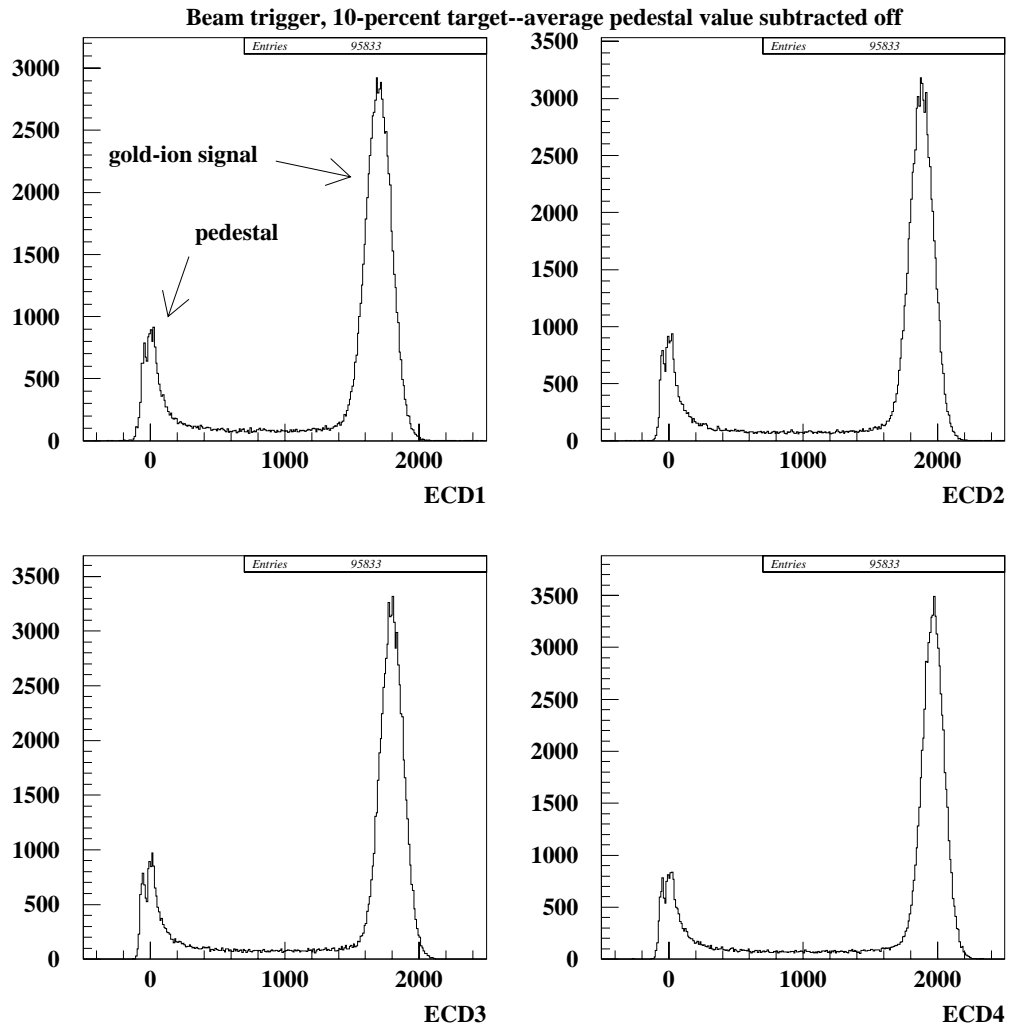 Beam trigger, 10-percent target--average pedestal value subtracted off
Entries 95833
3000
2500
2000
1500
1000
500
0
gold-ion signal
pedestal
0 1000 2000
ECD1
Entries 95833
3500
3000
2500
2000
1500
1000
500
0
0 1000 2000
ECD2
Entries 95833
3500
3000
2500
2000
1500
1000
500
0
0 1000 2000
ECD3
Entries 95833
3500
3000
2500
2000
1500
1000
500
0
0 1000 2000
ECD4